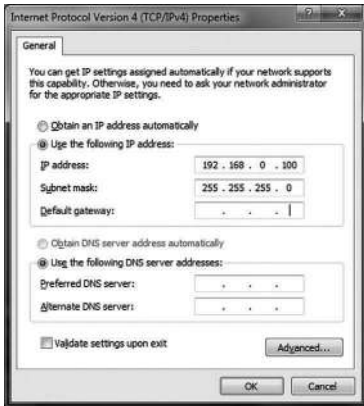 Internet Protocol Version 4 (TCP/IPv4) Properties
General
You can get IP settings assigned automatically if your network supports
this capability. Otherwise, you need to ask your network administrator
for the appropriate IP settings.
Obtain an IP address automatically
Use the following IP address:
IP address: 192 . 168 . 0 . 100
Subnet mask: 255 . 255 . 255 . 0
Default gateway: . . .
Obtain DNS server address automatically
Use the following DNS server addresses:
Preferred DNS server: . . .
Alternate DNS server: . . .
Validate settings upon exit
Advanced...
OK Cancel